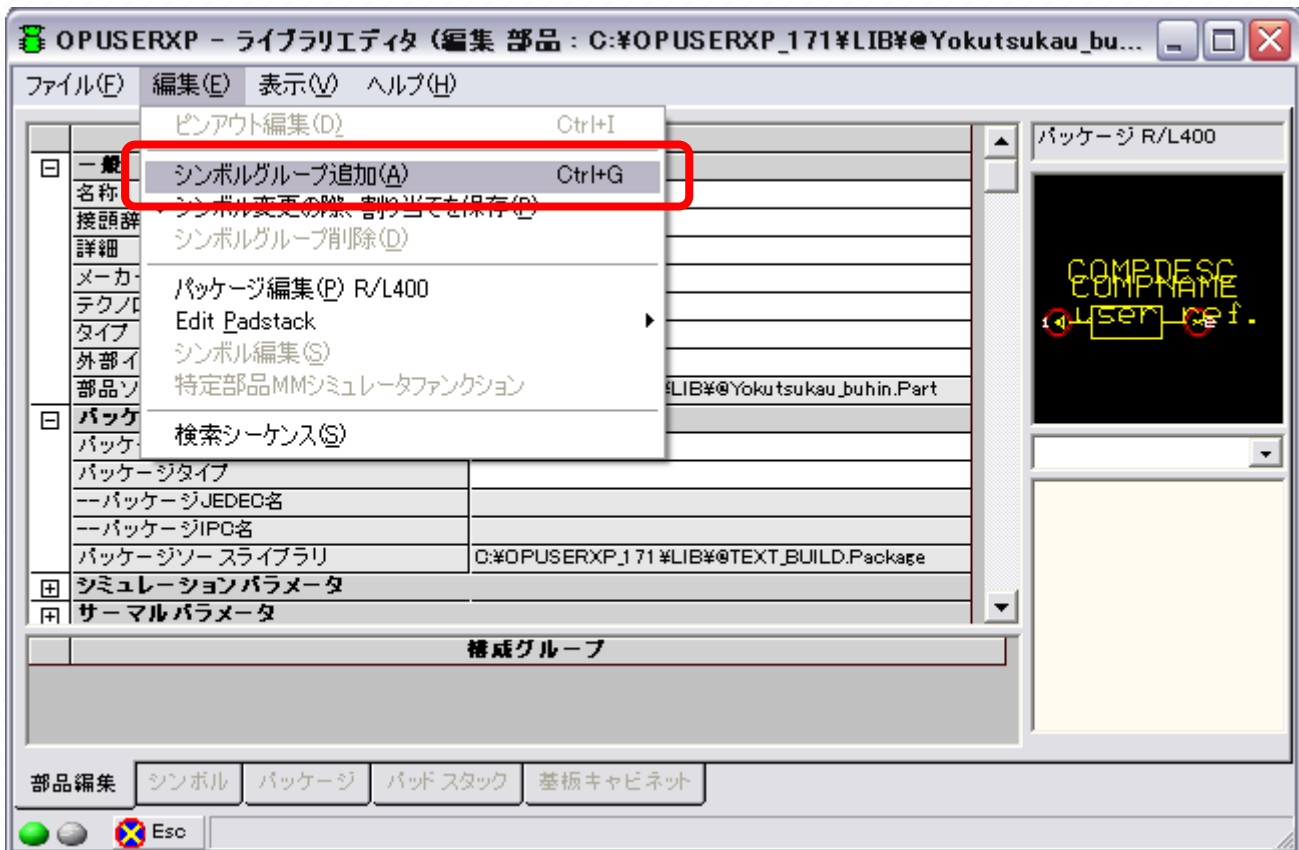 OPUSERXP - ライブラリエディタ (編集 部品 : C:¥OPUSERXP_171¥LIB¥@Yokutsukau_bu...
ファイル(F) 編集(E) 表示(V) ヘルプ(H)
ピンアウト編集(D) Ctrl+I
シンボルグループ追加(A) Ctrl+G
シンボル変更の際、割り当てを保存(P)
シンボルグループ削除(D)
パッケージ編集(P) R/L400
Edit Padstack
シンボル編集(S)
特定部品MMシミュレータファンクション
検索シーケンス(S)
一般
名称
接頭辞
詳細
メーカ
テクノロ
タイプ
外部イ
部品ソ ¥LIB¥@Yokutsukau_buhin.Part
パッケ
パッケー
パッケージタイプ
--パッケージJEDEC名
--パッケージIPC名
パッケージソースライブラリ C:¥OPUSERXP_171¥LIB¥@TEXT_BUILD.Package
シミュレーションパラメータ
サーマルパラメータ
構成グループ
パッケージ R/L400
COMPDESC
COMPNAME
user ref.
1 2
部品編集 シンボル パッケージ パッドスタック 基板キャビネット
Esc